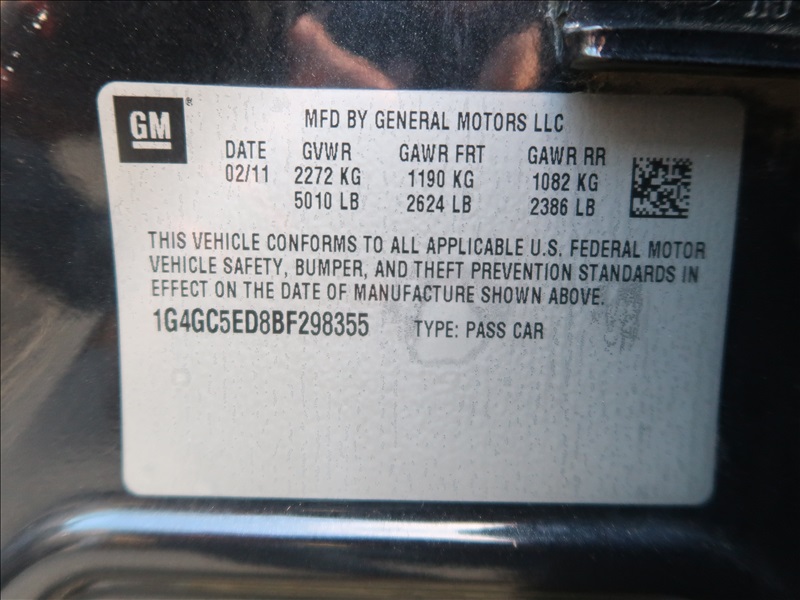 GM®
MFD BY GENERAL MOTORS LLC
DATE GVWR GAWR FRT GAWR RR
02/11 2272 KG 1190 KG 1082 KG
5010 LB 2624 LB 2386 LB
THIS VEHICLE CONFORMS TO ALL APPLICABLE U.S. FEDERAL MOTOR
VEHICLE SAFETY, BUMPER, AND THEFT PREVENTION STANDARDS IN
EFFECT ON THE DATE OF MANUFACTURE SHOWN ABOVE.
1G4GC5ED8BF298355 TYPE: PASS CAR